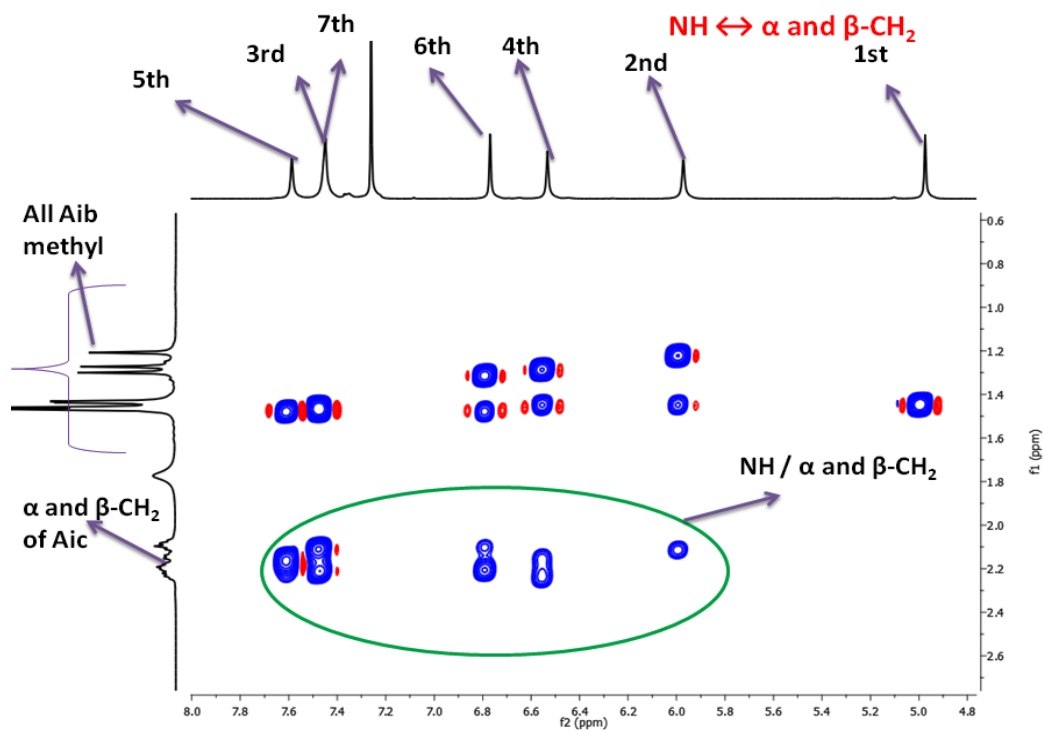 NH ↔ α and β-CH₂
7th
3rd
6th
4th
2nd
1st
5th
All Aib
methyl
α and β-CH₂
of Aic
NH / α and β-CH₂
0.6
0.8
1.0
1.2
1.4
1.6
1.8
2.0
2.2
2.4
2.6
f1 (ppm)
8.0 7.8 7.6 7.4 7.2 7.0 6.8 6.6 6.4 6.2 6.0 5.8 5.6 5.4 5.2 5.0 4.8
f2 (ppm)